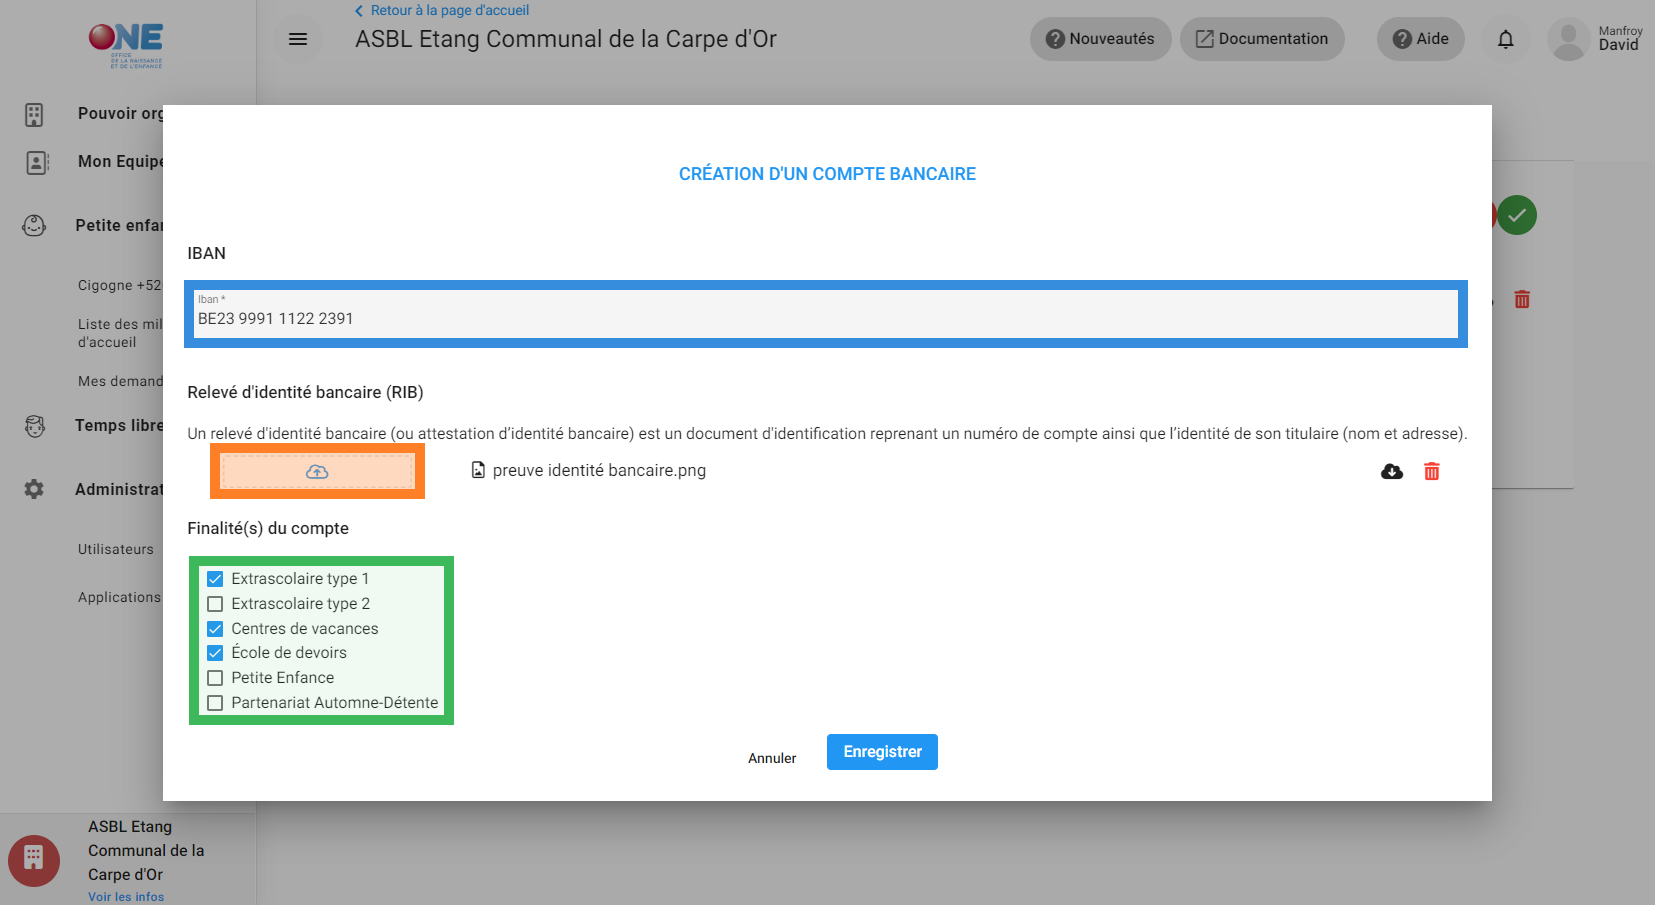 ONE
OFFICE
DE LA NAISSANCE
ET DE L'ENFANCE
Retour à la page d'accueil
ASBL Etang Communal de la Carpe d'Or
Nouveautés
Documentation
Aide
Manfroy
David
Pouvoir org
Mon Equipe
Petite enfan
Cigogne +52
Liste des mil
d'accueil
Mes demand
Temps libre
Administrat
Utilisateurs
Applications
CRÉATION D'UN COMPTE BANCAIRE
IBAN
Iban *
BE23 9991 1122 2391
Relevé d'identité bancaire (RIB)
Un relevé d'identité bancaire (ou attestation d’identité bancaire) est un document d'identification reprenant un numéro de compte ainsi que l’identité de son titulaire (nom et adresse).
preuve identité bancaire.png
Finalité(s) du compte
Extrascolaire type 1
Extrascolaire type 2
Centres de vacances
École de devoirs
Petite Enfance
Partenariat Automne-Détente
Annuler
Enregistrer
ASBL Etang
Communal de la
Carpe d'Or
Voir les infos